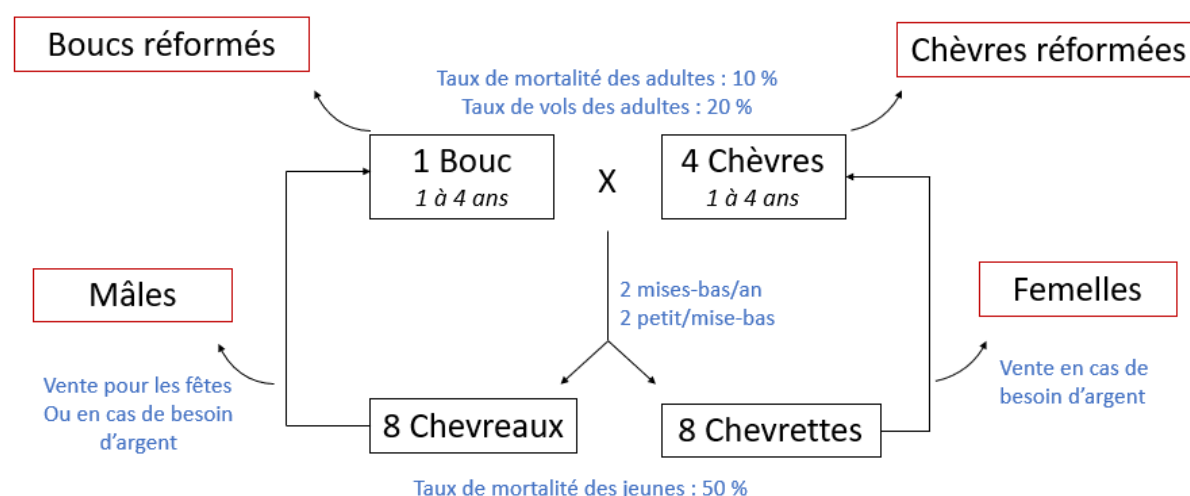 Boucs réformés
Chèvres réformées
Taux de mortalité des adultes : 10 %
Taux de vols des adultes : 20 %
1 Bouc
1 à 4 ans
X
4 Chèvres
1 à 4 ans
Mâles
2 mises-bas/an
2 petit/mise-bas
Femelles
Vente pour les fêtes
Ou en cas de besoin
d'argent
Vente en cas de
besoin d'argent
8 Chevreaux
8 Chevrettes
Taux de mortalité des jeunes : 50 %